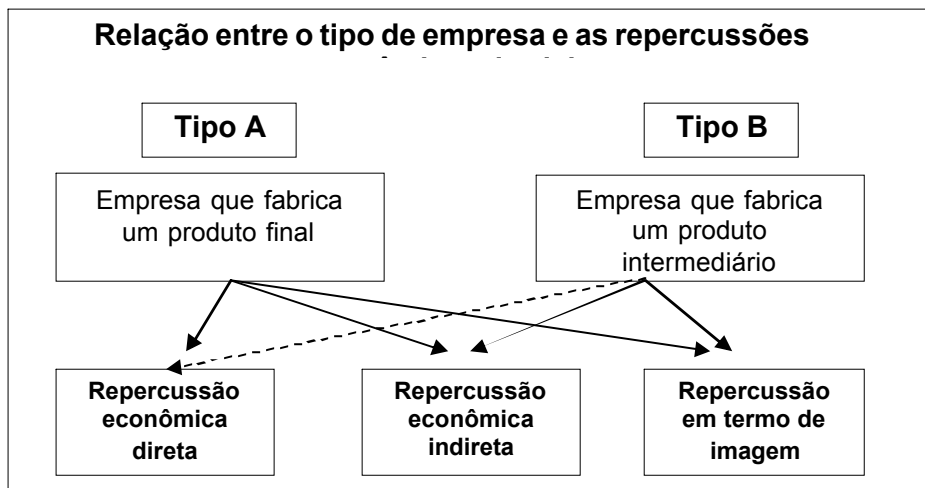 Relação entre o tipo de empresa e as repercussões
Tipo A
Tipo B
Empresa que fabrica
um produto final
Empresa que fabrica
um produto
intermediário
Repercussão
econômica
direta
Repercussão
econômica
indireta
Repercussão
em termo de
imagem